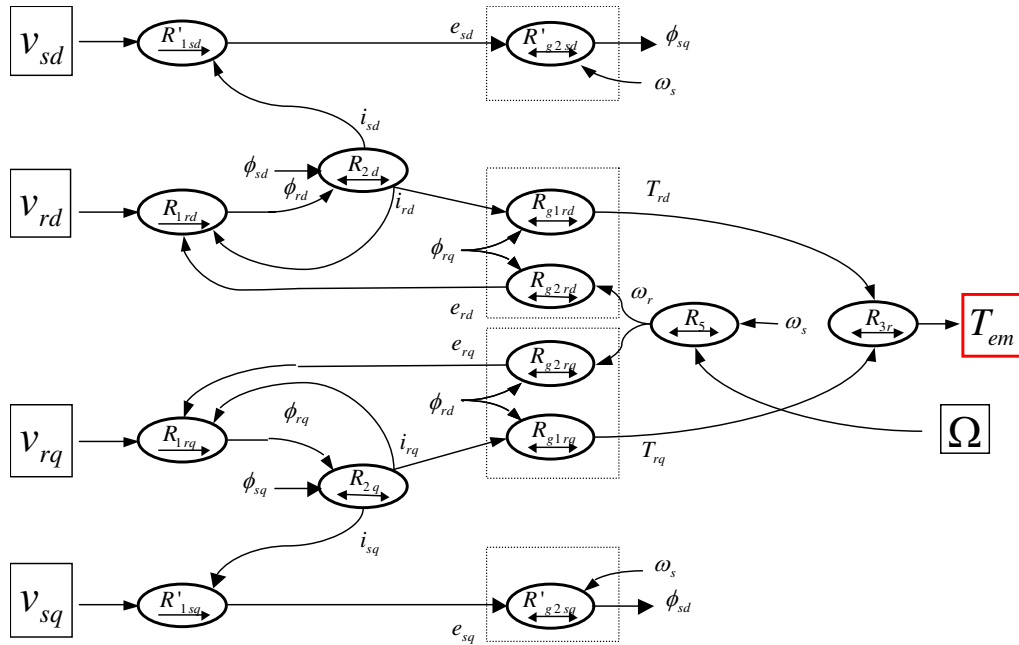 v_sd R'_1sd e_sd R'_g2sd ϕ_sq
ω_s
i_sd
ϕ_sd R_2d
v_rd R_1rd ϕ_rd i_rd R_g1rd T_rd
ϕ_rq
e_rd R_g2rd ω_r
R_5 ω_s R_3r T_em
e_rq R_g2rq
ϕ_rq ϕ_rd
v_rq R_1rq i_rq R_g1rq T_rq Ω
ϕ_sq R_2q
i_sq
ω_s
v_sq R'_1sq e_sq R'_g2sq ϕ_sd